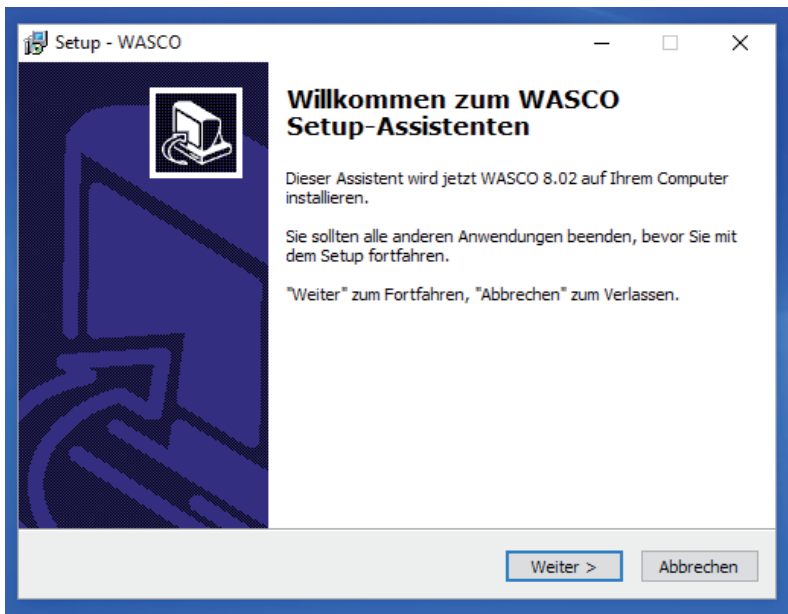 Setup - WASCO
Willkommen zum WASCO
Setup-Assistenten
Dieser Assistent wird jetzt WASCO 8.02 auf Ihrem Computer
installieren.
Sie sollten alle anderen Anwendungen beenden, bevor Sie mit
dem Setup fortfahren.
"Weiter" zum Fortfahren, "Abbrechen" zum Verlassen.
Weiter >
Abbrechen